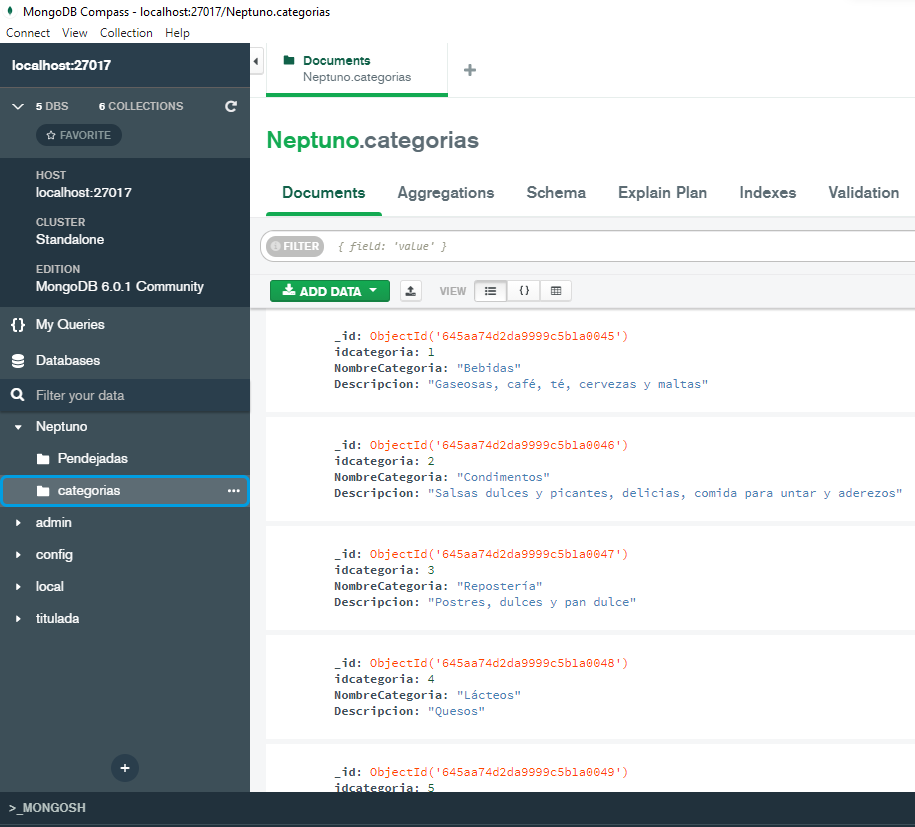 MongoDB Compass - localhost:27017/Neptuno.categorias
Connect View Collection Help
localhost:27017
5 DBS 6 COLLECTIONS
FAVORITE
HOST
localhost:27017
CLUSTER
Standalone
EDITION
MongoDB 6.0.1 Community
My Queries
Databases
Filter your data
Neptuno
Pendejadas
categorias
admin
config
local
titulada
>_MONGOSH
Documents
Neptuno.categorias
Neptuno.categorias
Documents Aggregations Schema Explain Plan Indexes Validation
FILTER { field: 'value' }
ADD DATA VIEW {}
_id: ObjectId('645aa74d2da9999c5b1a0045')
idcategoria: 1
NombreCategoria: "Bebidas"
Descripcion: "Gaseosas, café, té, cervezas y maltas"
_id: ObjectId('645aa74d2da9999c5b1a0046')
idcategoria: 2
NombreCategoria: "Condimentos"
Descripcion: "Salsas dulces y picantes, delicias, comida para untar y aderezos"
_id: ObjectId('645aa74d2da9999c5b1a0047')
idcategoria: 3
NombreCategoria: "Repostería"
Descripcion: "Postres, dulces y pan dulce"
_id: ObjectId('645aa74d2da9999c5b1a0048')
idcategoria: 4
NombreCategoria: "Lácteos"
Descripcion: "Quesos"
_id: ObjectId('645aa74d2da9999c5b1a0049')
idcategoria: 5